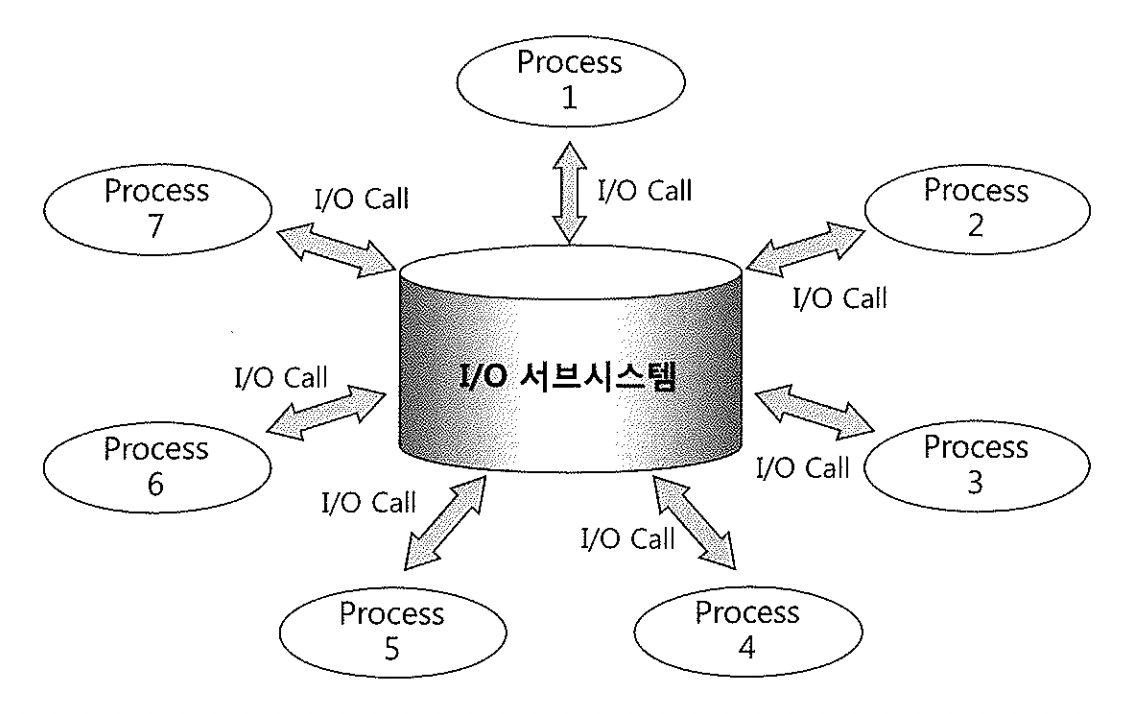 Process
1
I/O Call
Process
7
I/O Call
Process
2
I/O Call
I/O 서브시스템
I/O Call
Process
6
I/O Call
Process
3
I/O Call
Process
5
I/O Call
Process
4